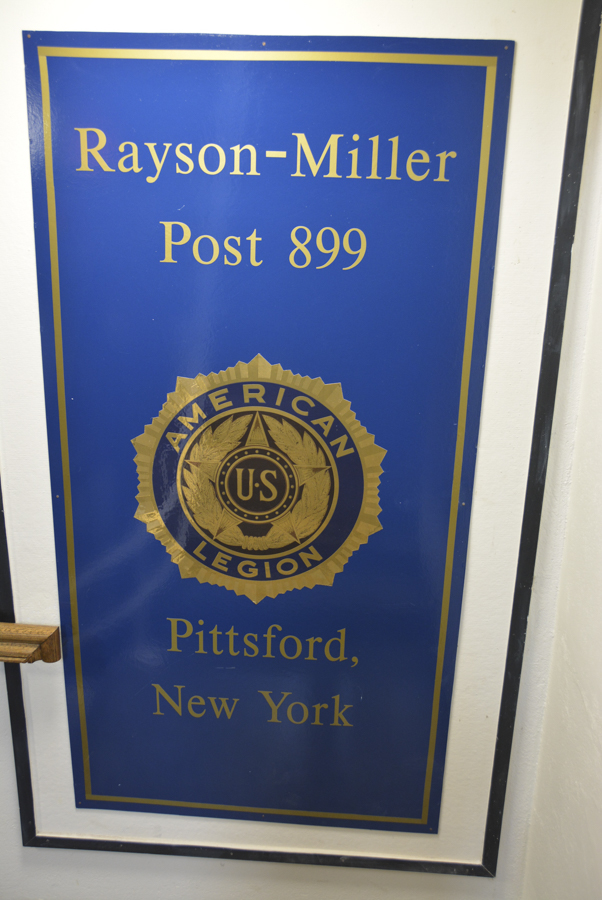 Rayson-Miller
Post 899
AMERICAN
U·S
LEGION
Pittsford,
New York